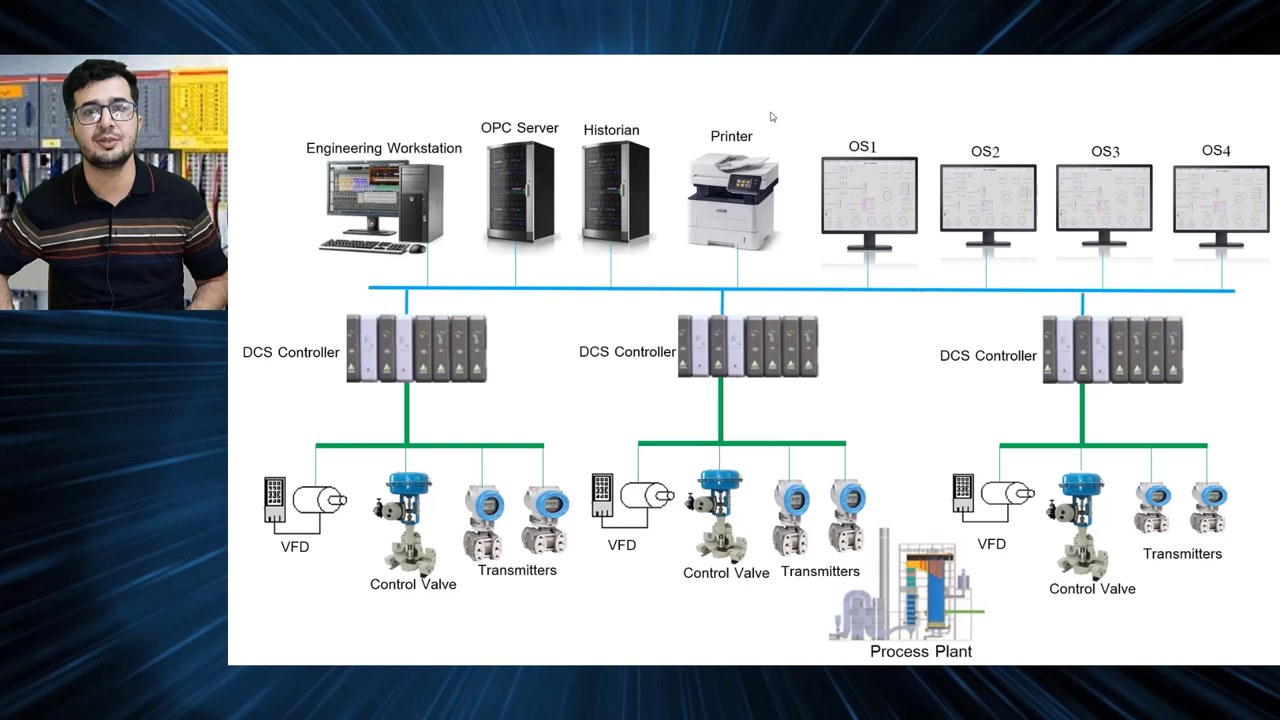 Engineering Workstation
OPC Server
Historian
Printer
OS1
OS2
OS3
OS4
DCS Controller
DCS Controller
DCS Controller
VFD
Control Valve
Transmitters
VFD
Control Valve
Transmitters
VFD
Control Valve
Transmitters
Process Plant